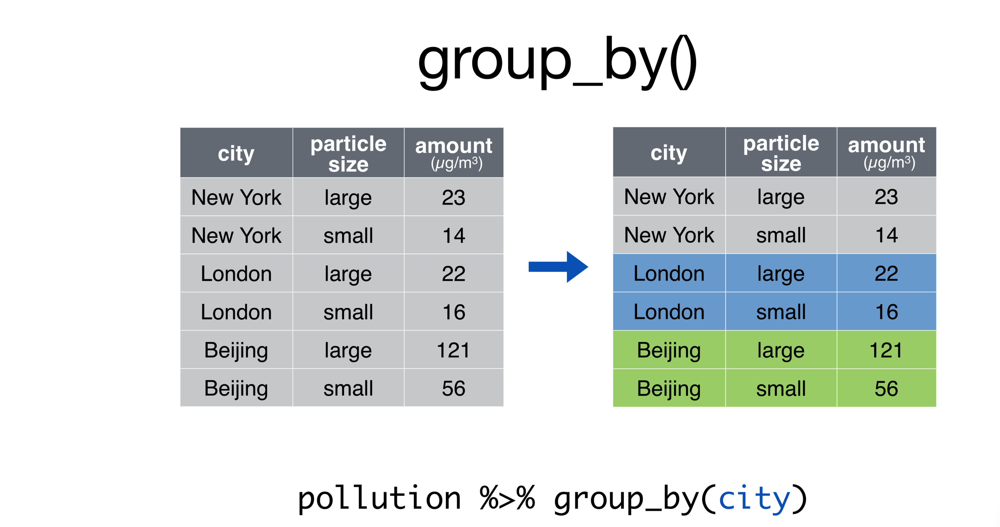 group_by()
city particle size amount (µg/m³)
New York large 23
New York small 14
London large 22
London small 16
Beijing large 121
Beijing small 56
city particle size amount (µg/m³)
New York large 23
New York small 14
London large 22
London small 16
Beijing large 121
Beijing small 56
pollution %>% group_by(city)